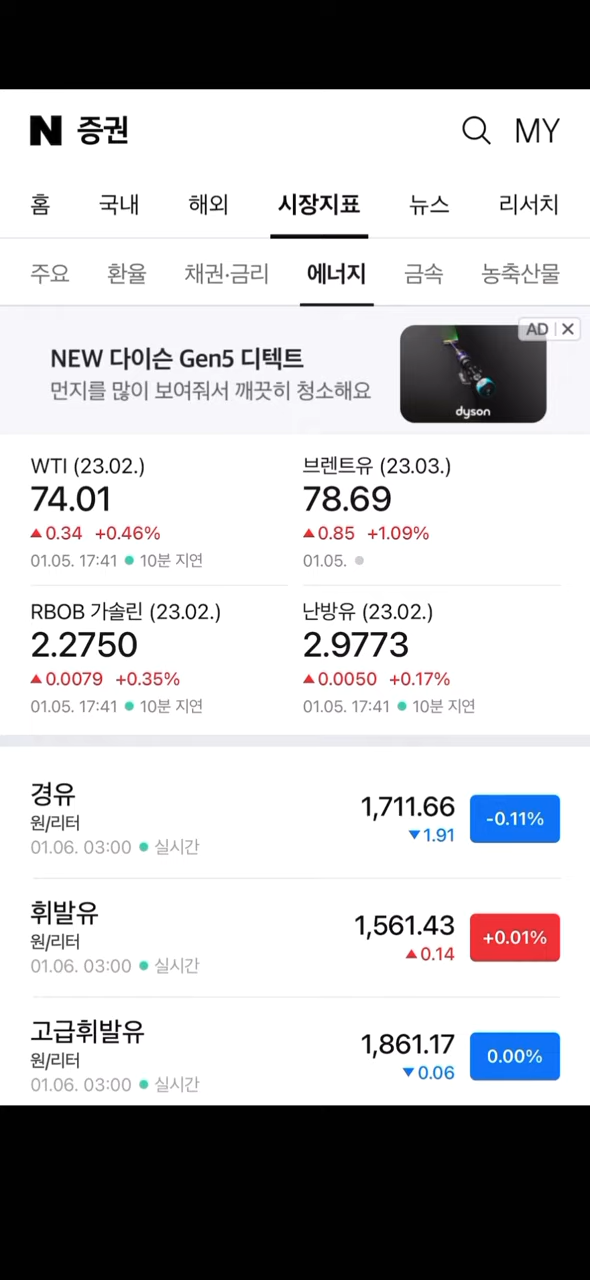 N 증권
MY
홈 국내 해외 시장지표 뉴스 리서치
주요 환율 채권·금리 에너지 금속 농축산물
AD
NEW 다이슨 Gen5 디텍트
먼지를 많이 보여줘서 깨끗히 청소해요
dyson
WTI (23.02.)
74.01
▲0.34 +0.46%
01.05. 17:41 10분 지연
브렌트유 (23.03.)
78.69
▲0.85 +1.09%
01.05.
RBOB 가솔린 (23.02.)
2.2750
▲0.0079 +0.35%
01.05. 17:41 10분 지연
난방유 (23.02.)
2.9773
▲0.0050 +0.17%
01.05. 17:41 10분 지연
경유
원/리터
01.06. 03:00 실시간
1,711.66
▼1.91
-0.11%
휘발유
원/리터
01.06. 03:00 실시간
1,561.43
▲0.14
+0.01%
고급휘발유
원/리터
01.06. 03:00 실시간
1,861.17
▼0.06
0.00%